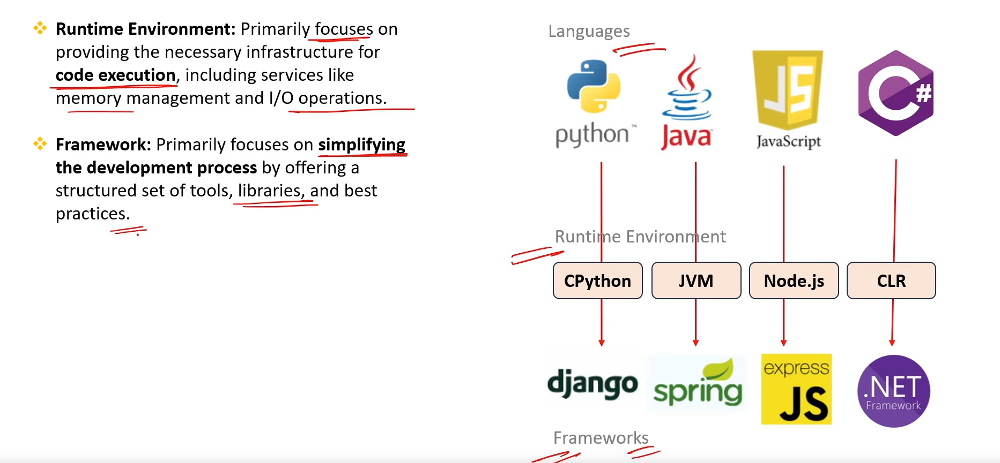 Runtime Environment: Primarily focuses on
providing the necessary infrastructure for
code execution, including services like
memory management and I/O operations.
Framework: Primarily focuses on simplifying
the development process by offering a
structured set of tools, libraries, and best
practices.
Languages
python™
Java™
JS
JavaScript
C#
Runtime Environment
CPython
JVM
Node.js
CLR
django
spring
express
JS
.NET
Framework
Frameworks